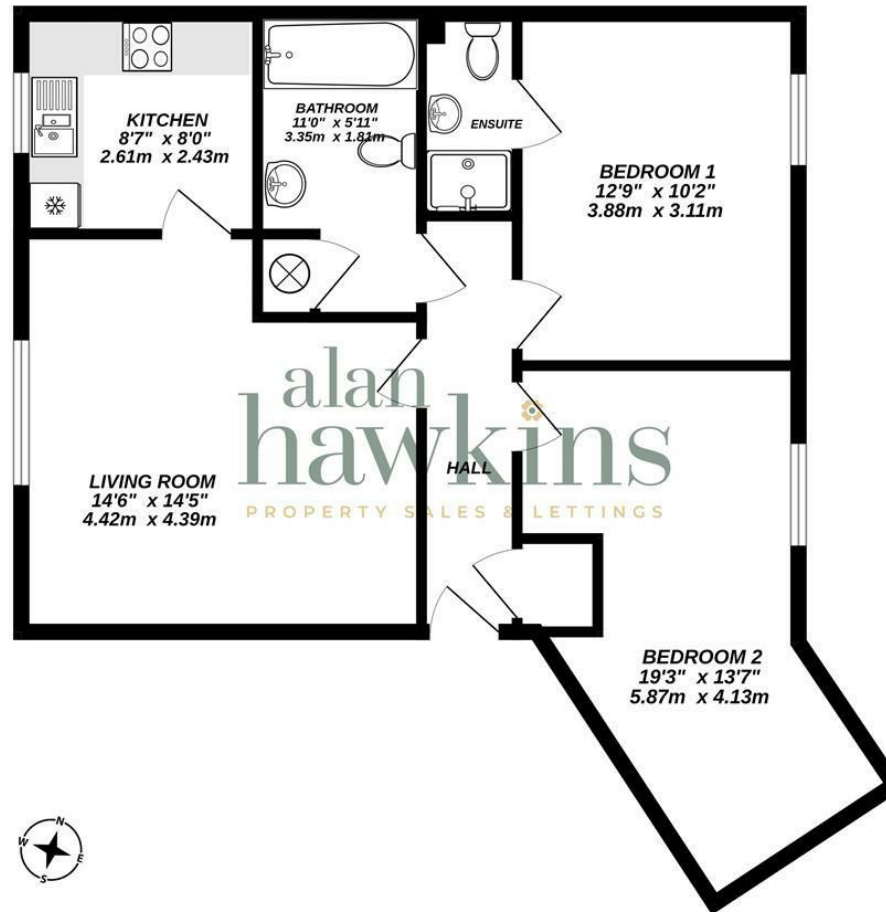 KITCHEN
8'7" x 8'0"
2.61m x 2.43m
BATHROOM
11'0" x 5'11"
3.35m x 1.81m
ENSUITE
BEDROOM 1
12'9" x 10'2"
3.88m x 3.11m
alan
hawkins
PROPERTY SALES & LETTINGS
HALL
LIVING ROOM
14'6" x 14'5"
4.42m x 4.39m
BEDROOM 2
19'3" x 13'7"
5.87m x 4.13m
N
W
E
S